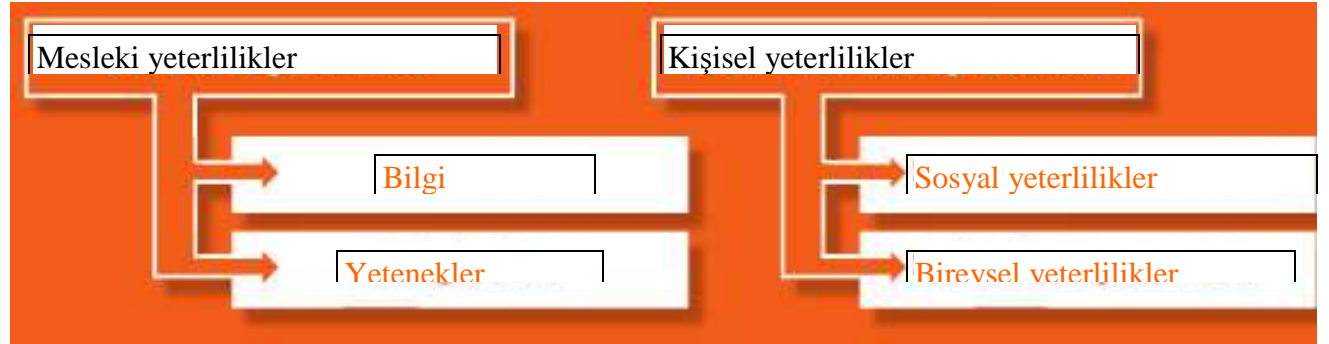 Mesleki yeterlilikler
Kişisel yeterlilikler
Bilgi
Sosyal yeterlilikler
Yetenekler
Bireysel yeterlilikler